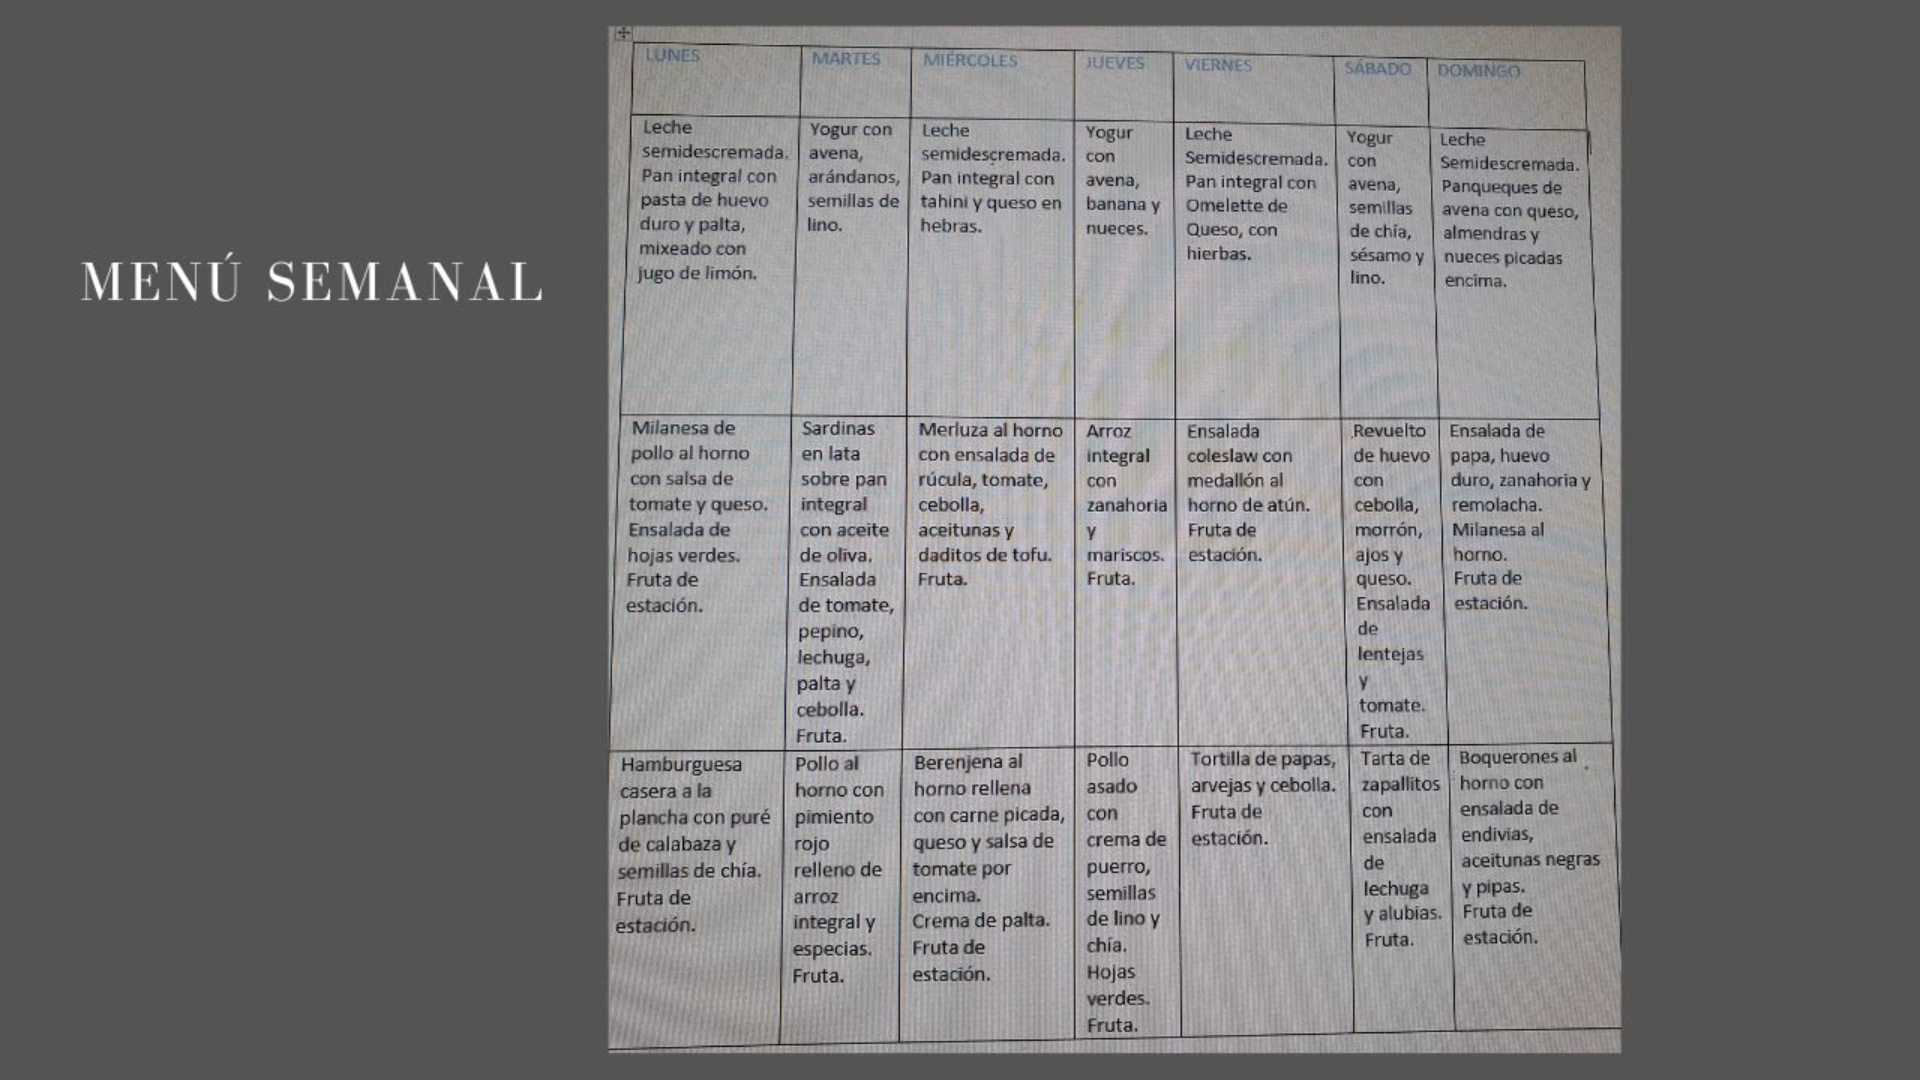 MENÚ SEMANAL
LUNES
MARTES
MIÉRCOLES
JUEVES
VIERNES
SÁBADO
DOMINGO
Leche
semidescremada.
Pan integral con
pasta de huevo
duro y palta,
mixeado con
jugo de limón.
Yogur con
avena,
arándanos,
semillas de
lino.
Leche
semidescremada.
Pan integral con
tahini y queso en
hebras.
Yogur
con
avena,
banana y
nueces.
Leche
Semidescremada.
Pan integral con
Omelette de
Queso, con
hierbas.
Yogur
con
avena,
semillas
de chía,
sésamo y
lino.
Leche
Semidescremada.
Panqueques de
avena con queso,
almendras y
nueces picadas
encima.
Milanesa de
pollo al horno
con salsa de
tomate y queso.
Ensalada de
hojas verdes.
Fruta de
estación.
Sardinas
en lata
sobre pan
integral
con aceite
de oliva.
Ensalada
de tomate,
pepino,
lechuga,
palta y
cebolla.
Fruta.
Merluza al horno
con ensalada de
rúcula, tomate,
cebolla,
aceitunas y
daditos de tofu.
Fruta.
Arroz
integral
con
zanahoria
y
mariscos.
Fruta.
Ensalada
coleslaw con
medallón al
horno de atún.
Fruta de
estación.
Revuelto
de huevo
con
cebolla,
morrón,
ajos y
queso.
Ensalada
de
lentejas
y
tomate.
Fruta.
Ensalada de
papa, huevo
duro, zanahoria y
remolacha.
Milanesa al
horno.
Fruta de
estación.
Hamburguesa
casera a la
plancha con puré
de calabaza y
semillas de chía.
Fruta de
estación.
Pollo al
horno con
pimiento
rojo
relleno de
arroz
integral y
especias.
Fruta.
Berenjena al
horno rellena
con carne picada,
queso y salsa de
tomate por
encima.
Crema de palta.
Fruta de
estación.
Pollo
asado
con
crema de
puerro,
semillas
de lino y
chía.
Hojas
verdes.
Fruta.
Tortilla de papas,
arvejas y cebolla.
Fruta de
estación.
Tarta de
zapallitos
con
ensalada
de
lechuga
y alubias.
Fruta.
Boquerones al
horno con
ensalada de
endivias,
aceitunas negras
y pipas.
Fruta de
estación.